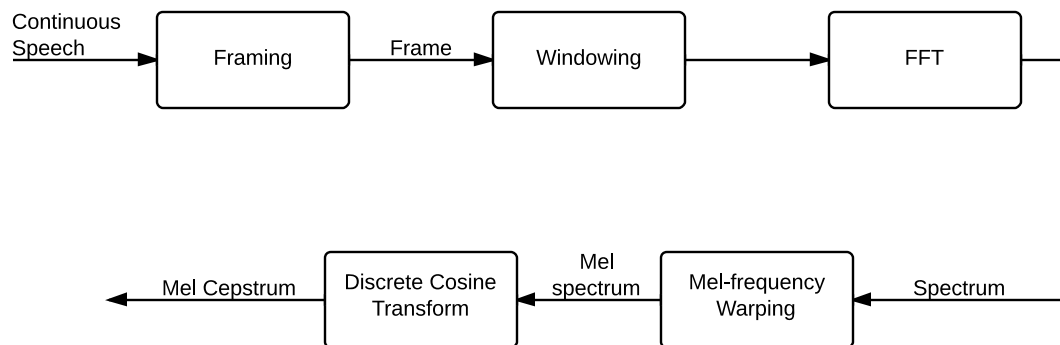 Continuous
Speech
Framing
Frame
Windowing
FFT
Mel Cepstrum
Discrete Cosine
Transform
Mel
spectrum
Mel-frequency
Warping
Spectrum